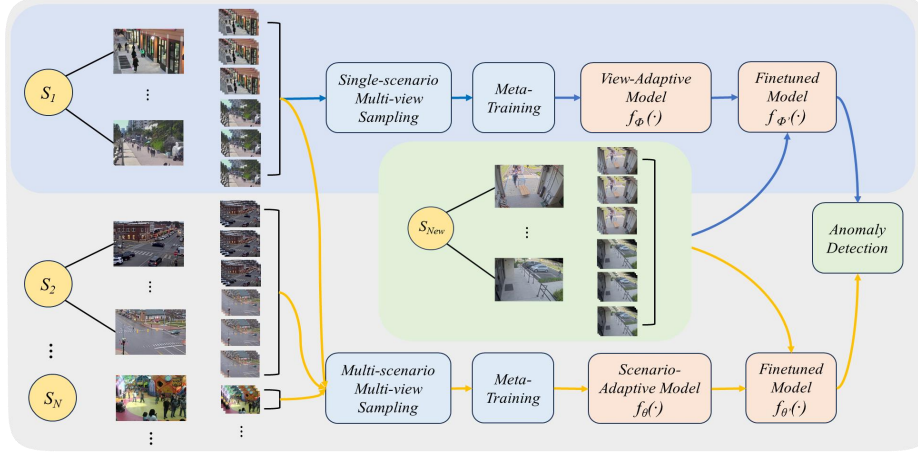 S1
Single-scenario
Multi-view
Sampling
Meta-
Training
View-Adaptive
Model
fΦ(·)
Finetuned
Model
fΦ'(·)
...
SNew
...
Anomaly
Detection
S2
...
...
SN
...
...
Multi-scenario
Multi-view
Sampling
Meta-
Training
Scenario-
Adaptive Model
fθ(·)
Finetuned
Model
fθ'(·)